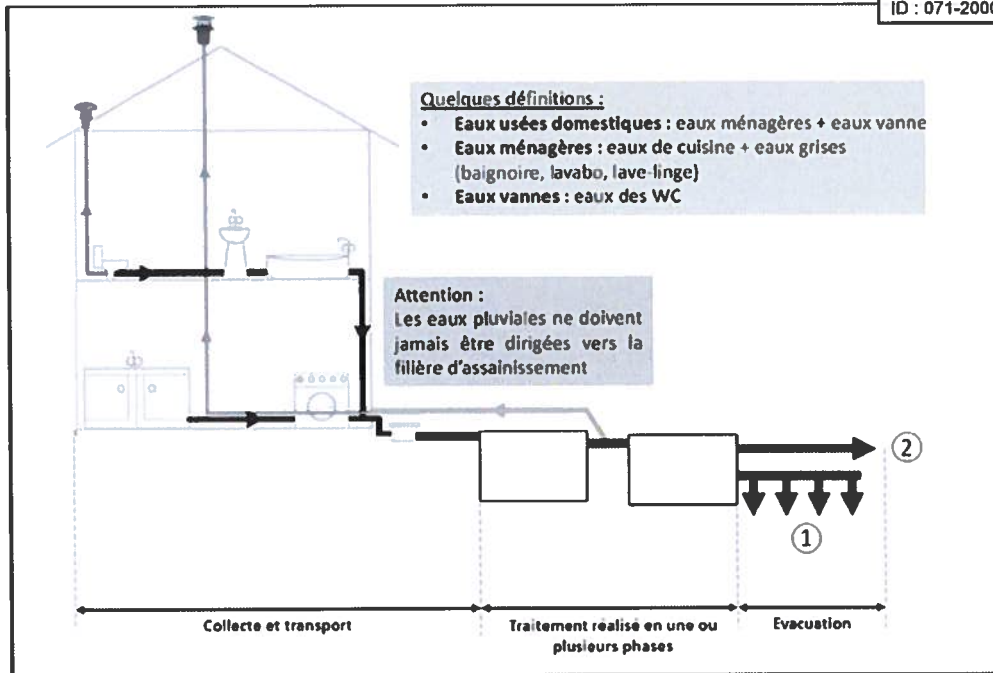 ID : 071-2000
Quelques définitions :
• Eaux usées domestiques : eaux ménagères + eaux vanne
• Eaux ménagères : eaux de cuisine + eaux grises
(baignoire, lavabo, lave-linge)
• Eaux vannes : eaux des WC
Attention :
Les eaux pluviales ne doivent
jamais être dirigées vers la
filière d'assainissement
2
1
Collecte et transport
Traitement réalisé en une ou
plusieurs phases
Evacuation